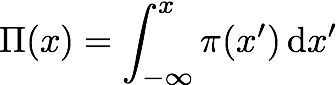 Π(x) = ∫_{-∞}^{x} π(x′) dx′